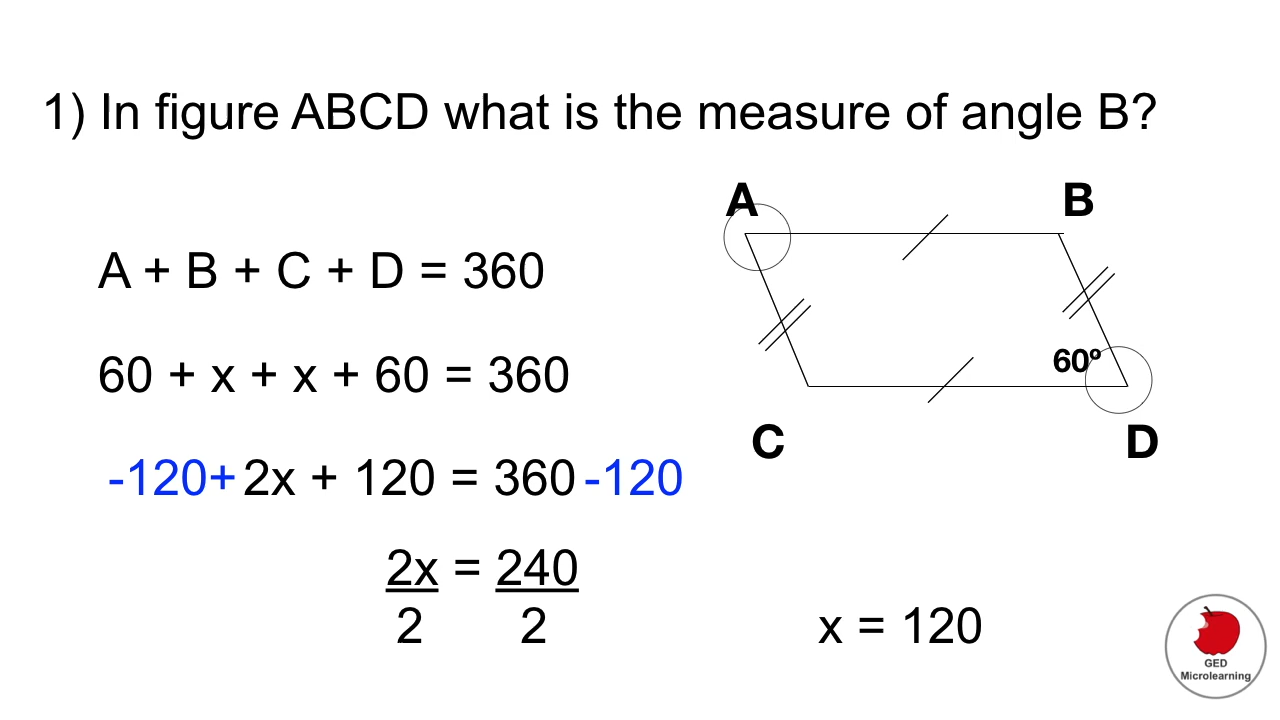 1) In figure ABCD what is the measure of angle B?
A B
A + B + C + D = 360
60 + x + x + 60 = 360
60º
C D
-120+ 2x + 120 = 360 -120
2x = 240
2 2
x = 120
GED
Microlearning